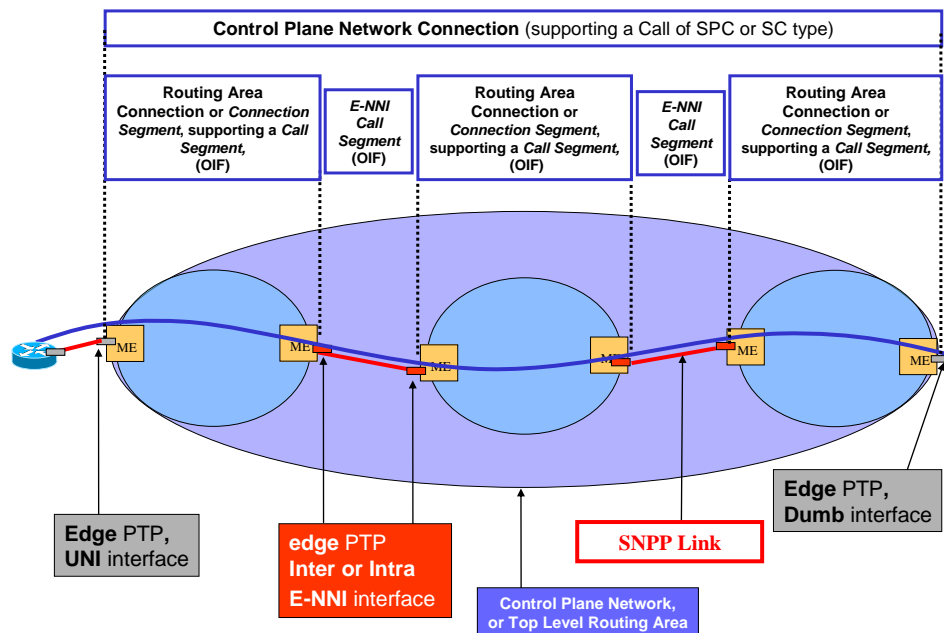 Control Plane Network Connection (supporting a Call of SPC or SC type)
Routing Area
Connection or Connection
Segment, supporting a Call
Segment,
(OIF)
E-NNI
Call
Segment
(OIF)
Routing Area
Connection or
Connection Segment,
supporting a Call Segment,
(OIF)
E-NNI
Call
Segment
(OIF)
Routing Area
Connection or
Connection Segment,
supporting a Call Segment,
(OIF)
ME
ME
ME
ME
ME
ME
Edge PTP,
UNI interface
edge PTP
Inter or Intra
E-NNI interface
SNPP Link
Edge PTP,
Dumb interface
Control Plane Network,
or Top Level Routing Area